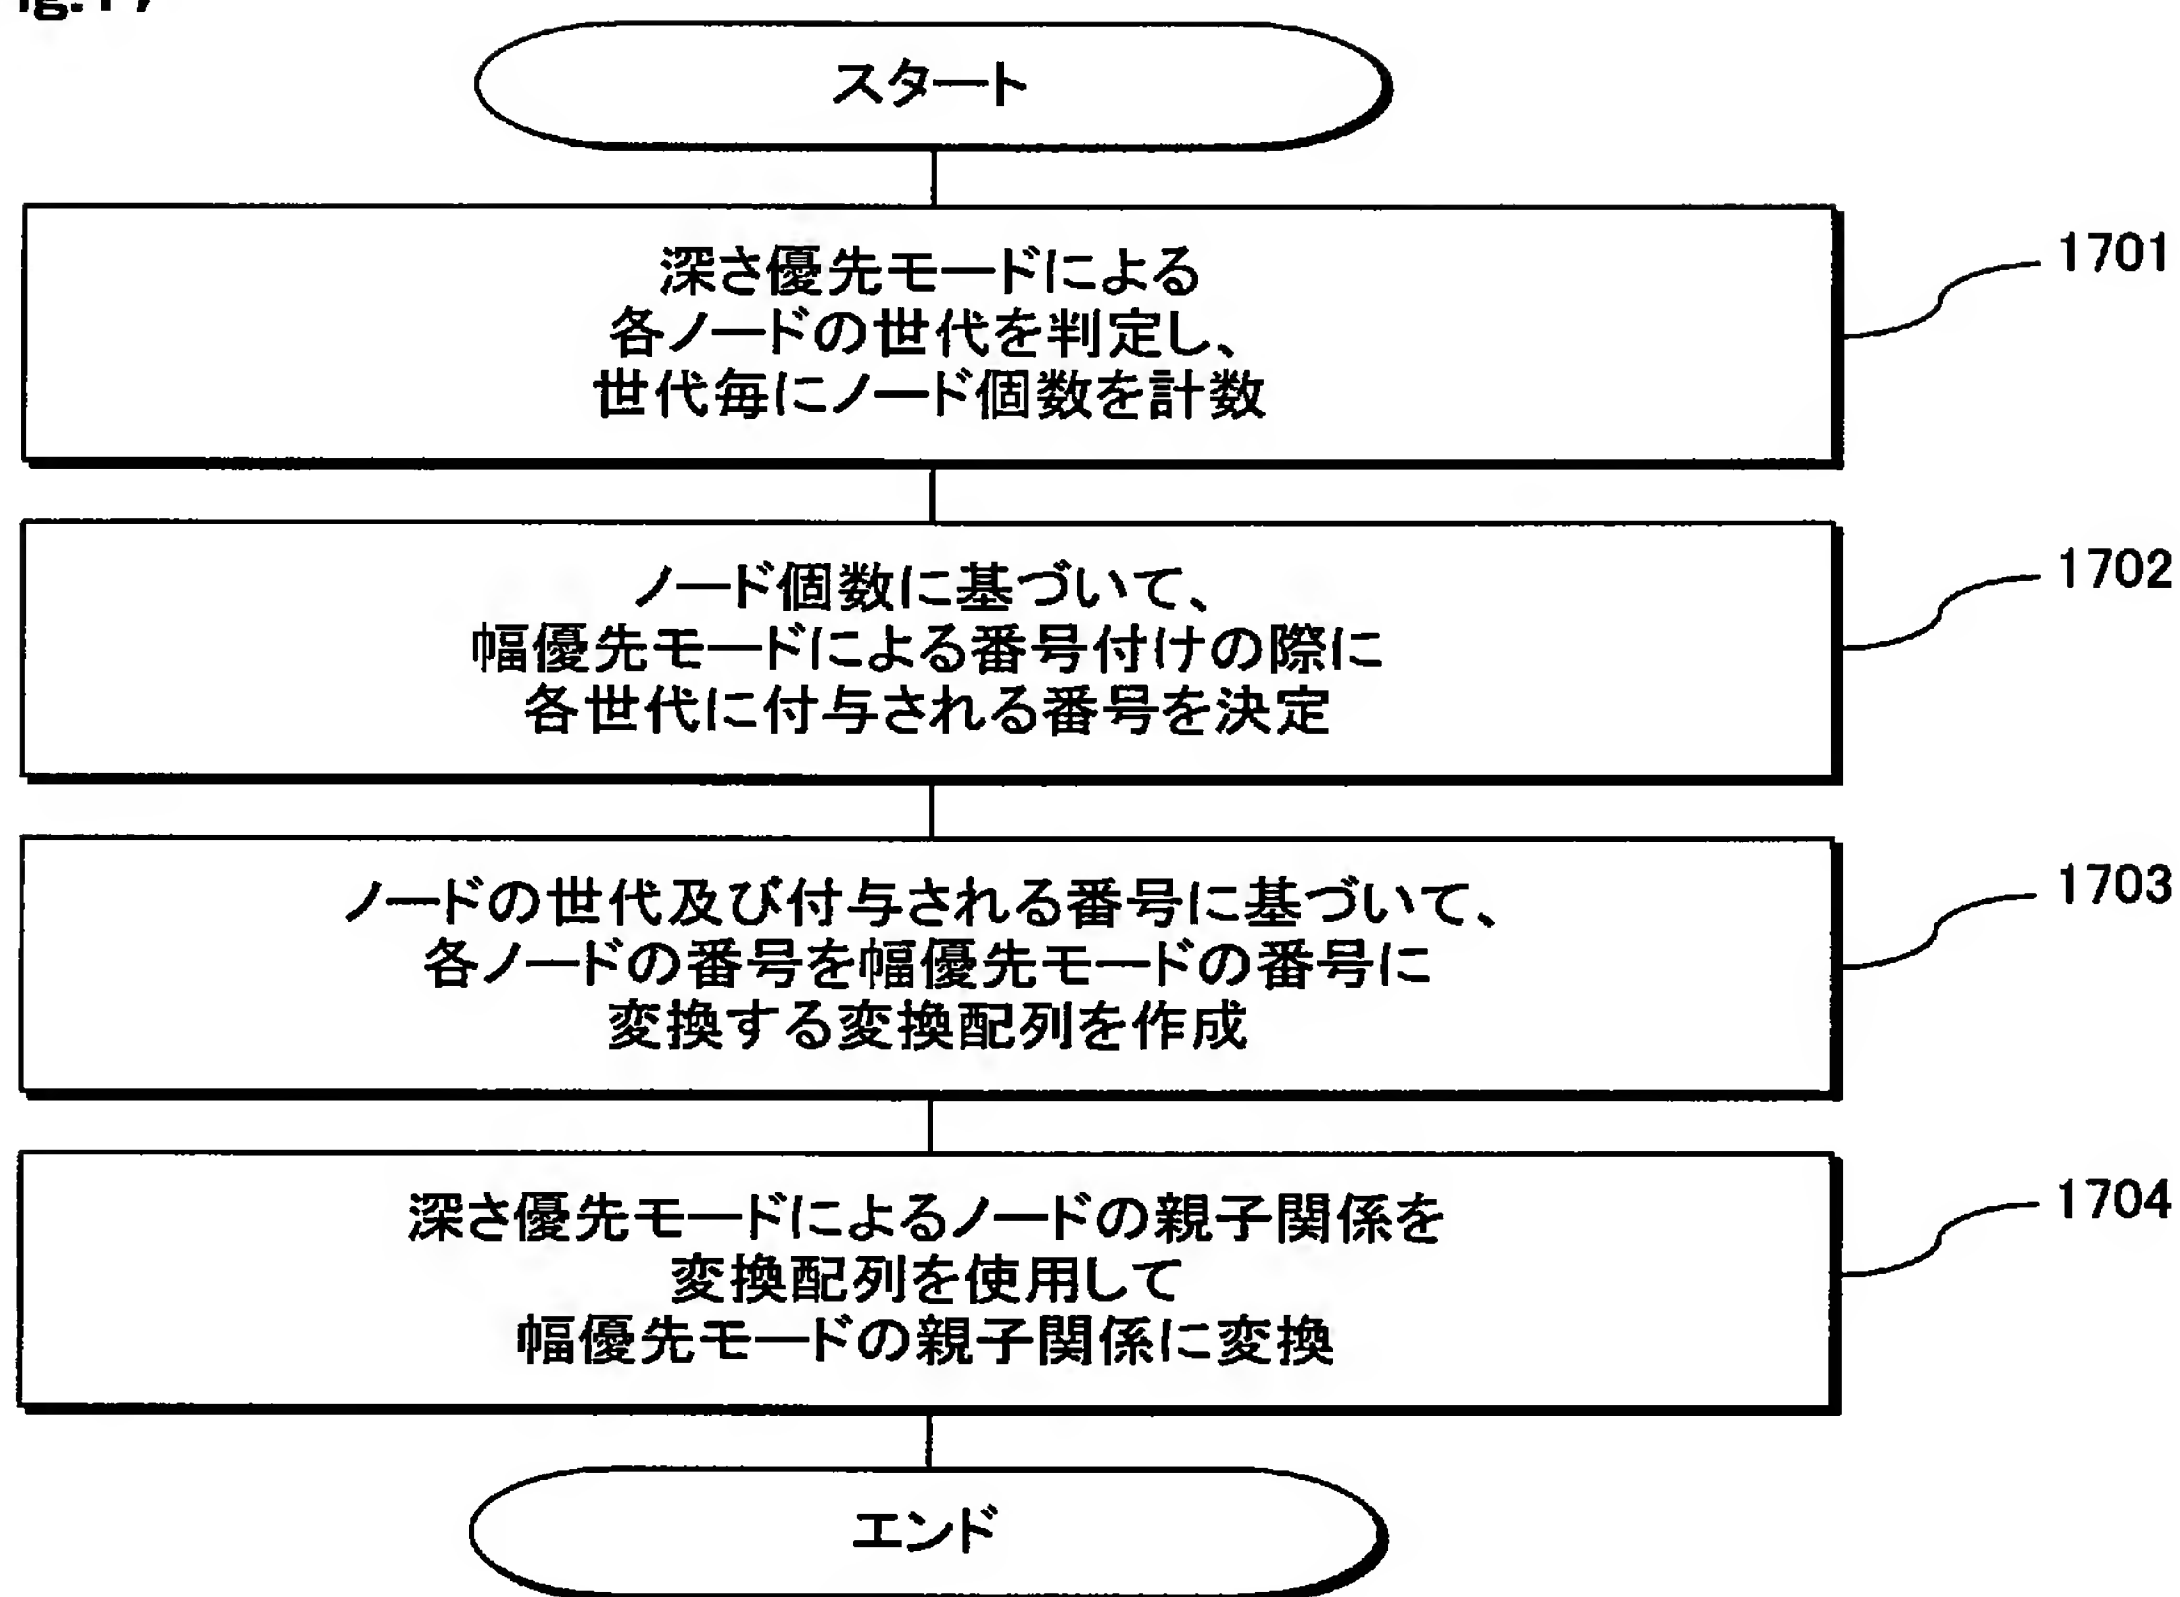 ig.17
スタート
深さ優先モードによる
各ノードの世代を判定し、
世代毎にノード個数を計数
1701
ノード個数に基づいて、
幅優先モードによる番号付けの際に
各世代に付与される番号を決定
1702
ノードの世代及び付与される番号に基づいて、
各ノードの番号を幅優先モードの番号に
変換する変換配列を作成
1703
深さ優先モードによるノードの親子関係を
変換配列を使用して
幅優先モードの親子関係に変換
1704
エンド